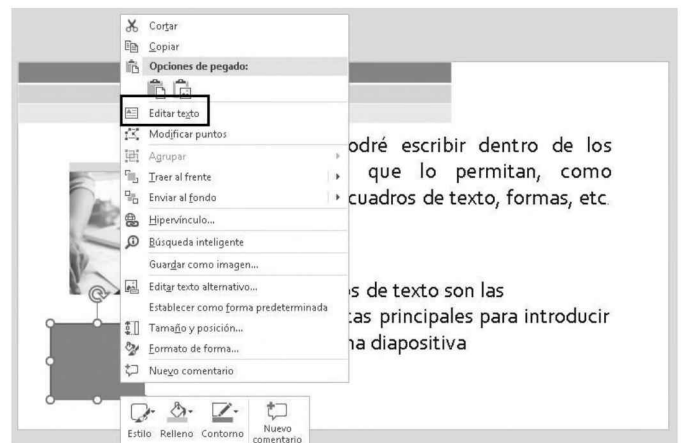 Cortar
Copiar
Opciones de pegado:
Editar texto
Modificar puntos
Agrupar
Traer al frente
Enviar al fondo
Hipervínculo...
Búsqueda inteligente
Guardar como imagen...
Editar texto alternativo...
Establecer como forma predeterminada
Tamaño y posición...
Formato de forma...
Nuevo comentario
odré escribir dentro de los
que lo permitan, como
cuadros de texto, formas, etc.
s de texto son las
tas principales para introducir
na diapositiva
Estilo Relleno Contorno Nuevo comentario